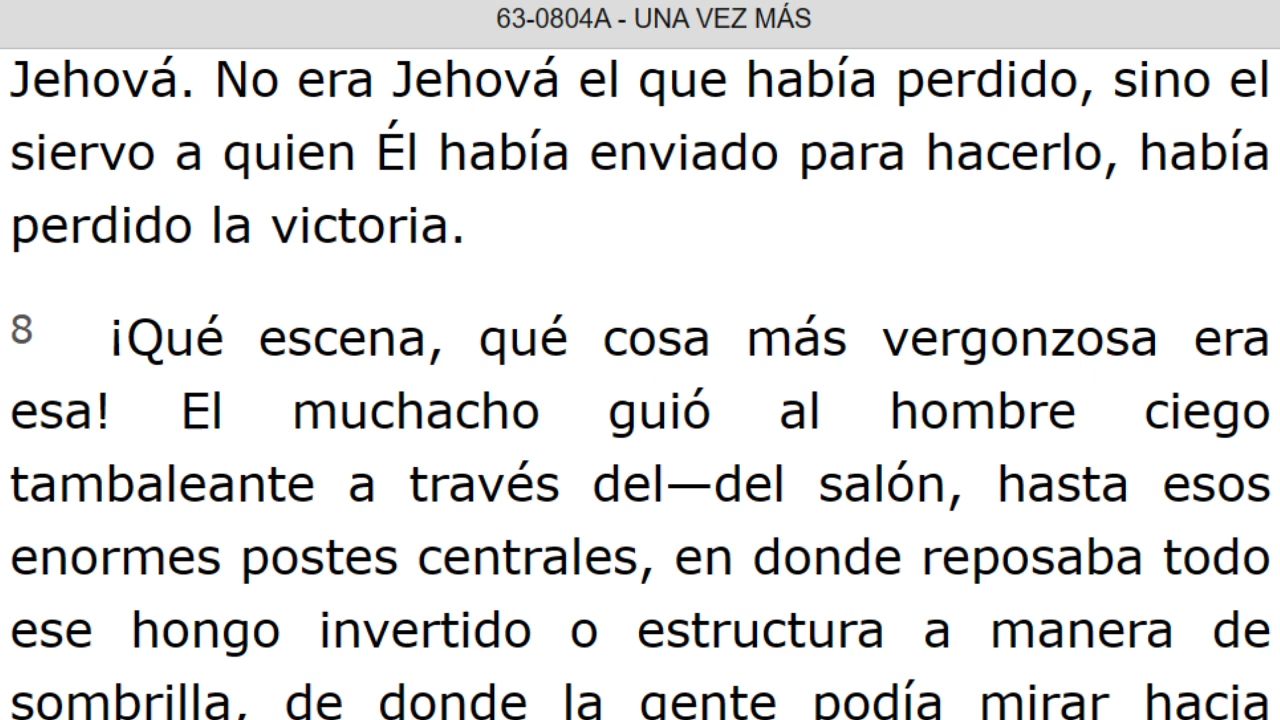 63-0804A - UNA VEZ MÁS
Jehová. No era Jehová el que había perdido, sino el
siervo a quien Él había enviado para hacerlo, había
perdido la victoria.
8 ¡Qué escena, qué cosa más vergonzosa era
esa! El muchacho guió al hombre ciego
tambaleante a través del—del salón, hasta esos
enormes postes centrales, en donde reposaba todo
ese hongo invertido o estructura a manera de
sombrilla, de donde la gente podía mirar hacia